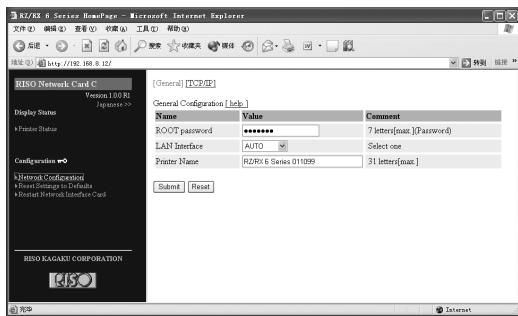 RZ/RX 6 Series HomePage - Microsoft Internet Explorer
文件(F) 编辑(E) 查看(V) 收藏(A) 工具(T) 帮助(H)
后退 搜索 收藏夹 媒体
地址(D) http://192.168.0.12/ 转到 链接 »
RISO Network Card C
Version 1.0.0 R1
Japanese >>
Display Status
Printer Status
Configuration
Network Configuration
Reset Settings to Defaults
Restart Network Interface Card
RISO KAGAKU CORPORATION
RISO
[General] [TCP/IP]
General Configuration [ help ]
Name Value Comment
ROOT password ●●●●●●● 7 letters[max.](Password)
LAN Interface AUTO Select one
Printer Name RZ/RX 6 Series 011099 31 letters[max.]
Submit Reset
完毕 Internet